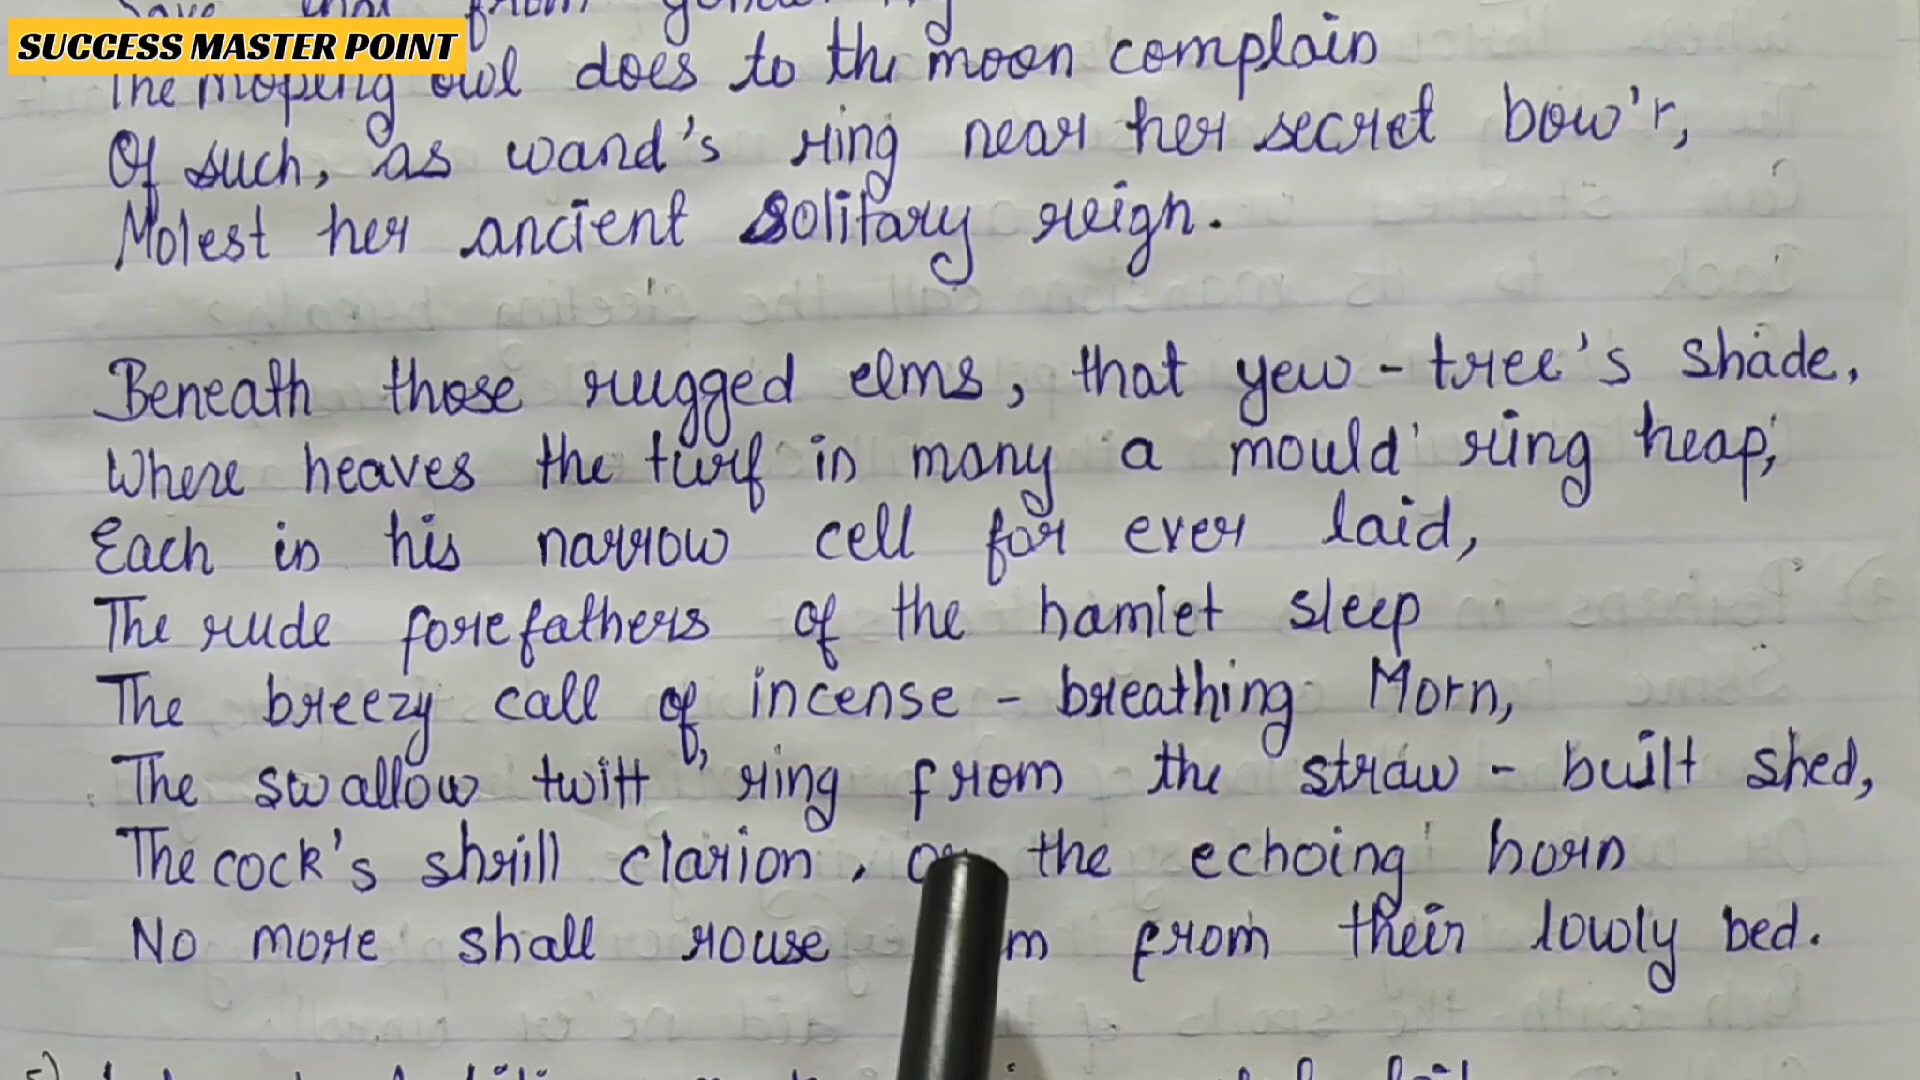 SUCCESS MASTER POINT
The moping owl does to the moon complain
Of such, as wand's ring near her secret bow'r,
Molest her ancient solitary reign.
Beneath those rugged elms, that yew - tree's shade,
Where heaves the turf in many a mould' ring heap,
Each in his narrow cell for ever laid,
The rude forefathers of the hamlet sleep
The breezy call of incense - breathing Morn,
The swallow twitt 'ring from the straw - built shed,
The cock's shrill clarion, or the echoing horn
No more shall rouse from their lowly bed.